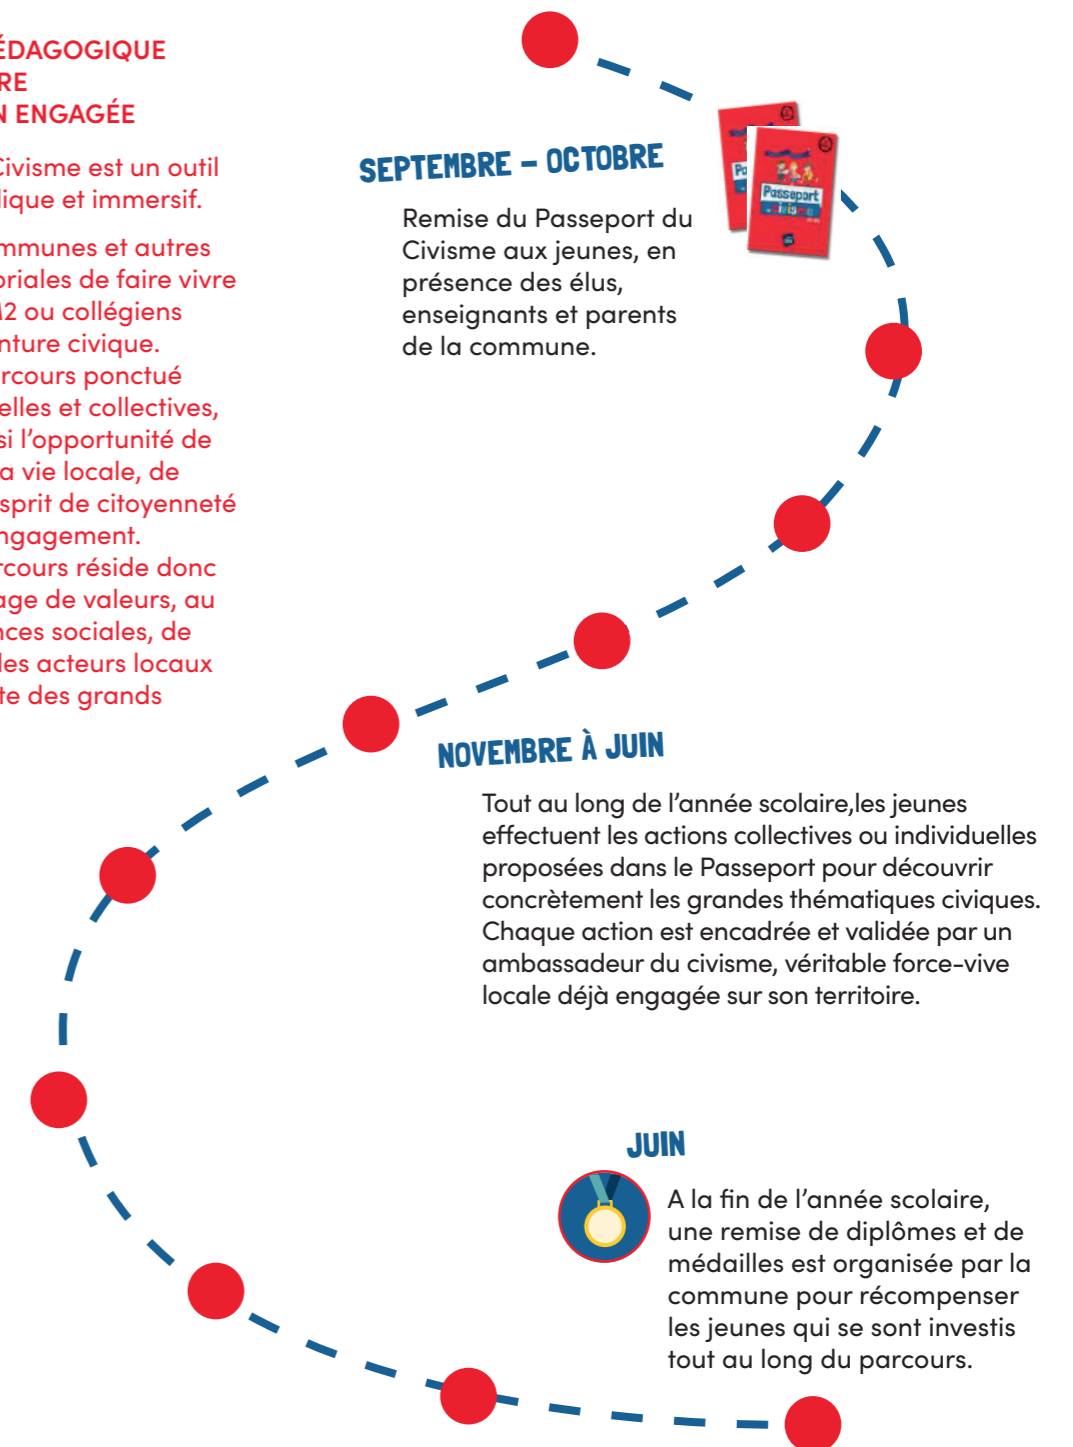 ÉDAGOGIQUE
RE
N ENGAGÉE
Civisme est un outil
lique et immersif.
mmunes et autres
oriales de faire vivre
M2 ou collégiens
nture civique.
arcours ponctué
elles et collectives,
si l'opportunité de
a vie locale, de
sprit de citoyenneté
ngagement.
rcours réside donc
age de valeurs, au
nces sociales, de
les acteurs locaux
te des grands
SEPTEMBRE – OCTOBRE
Remise du Passeport du
Civisme aux jeunes, en
présence des élus,
enseignants et parents
de la commune.
Passeport
NOVEMBRE À JUIN
Tout au long de l'année scolaire,les jeunes
effectuent les actions collectives ou individuelles
proposées dans le Passeport pour découvrir
concrètement les grandes thématiques civiques.
Chaque action est encadrée et validée par un
ambassadeur du civisme, véritable force-vive
locale déjà engagée sur son territoire.
JUIN
A la fin de l'année scolaire,
une remise de diplômes et de
médailles est organisée par la
commune pour récompenser
les jeunes qui se sont investis
tout au long du parcours.